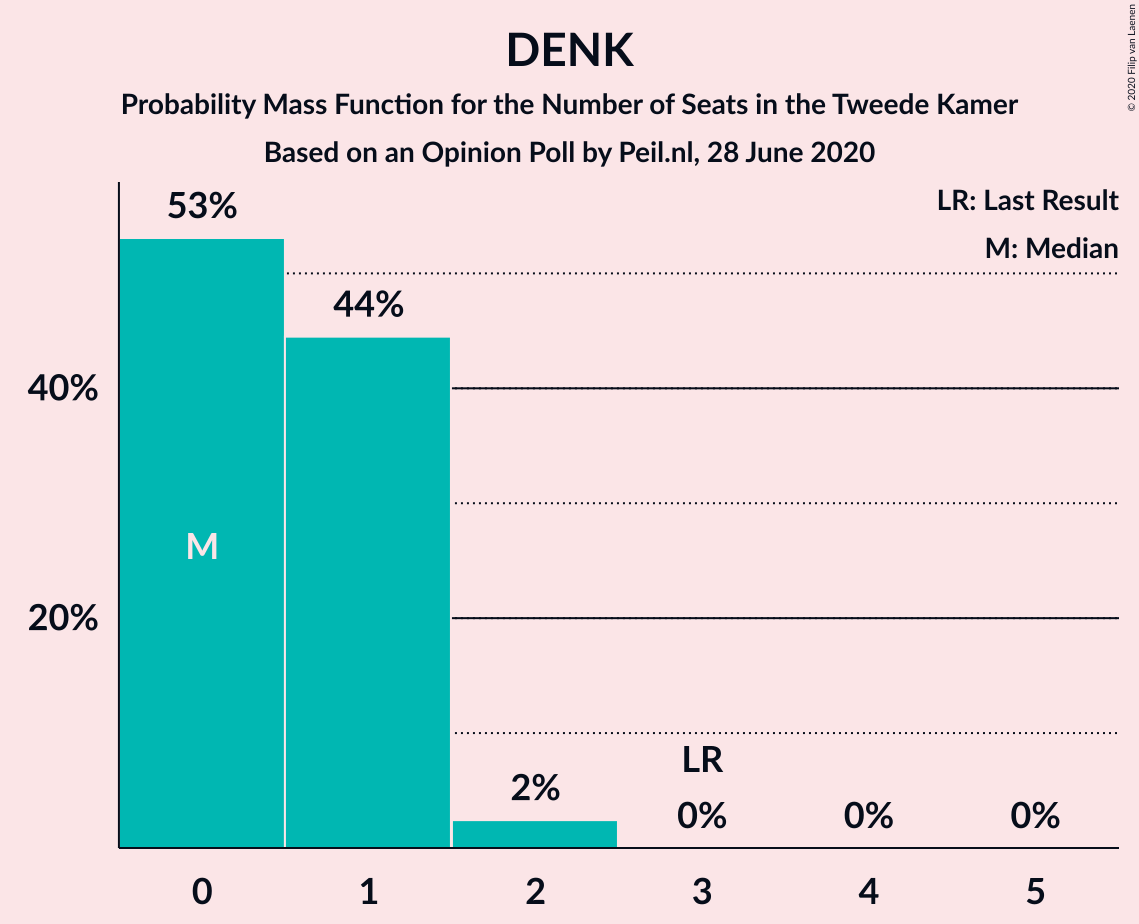 DENK
Probability Mass Function for the Number of Seats in the Tweede Kamer
Based on an Opinion Poll by Peil.nl, 28 June 2020
© 2020 Filip van Laenen
LR: Last Result
M: Median
53%
44%
40%
M
20%
LR
2%
0%
0%
0%
0
1
2
3
4
5